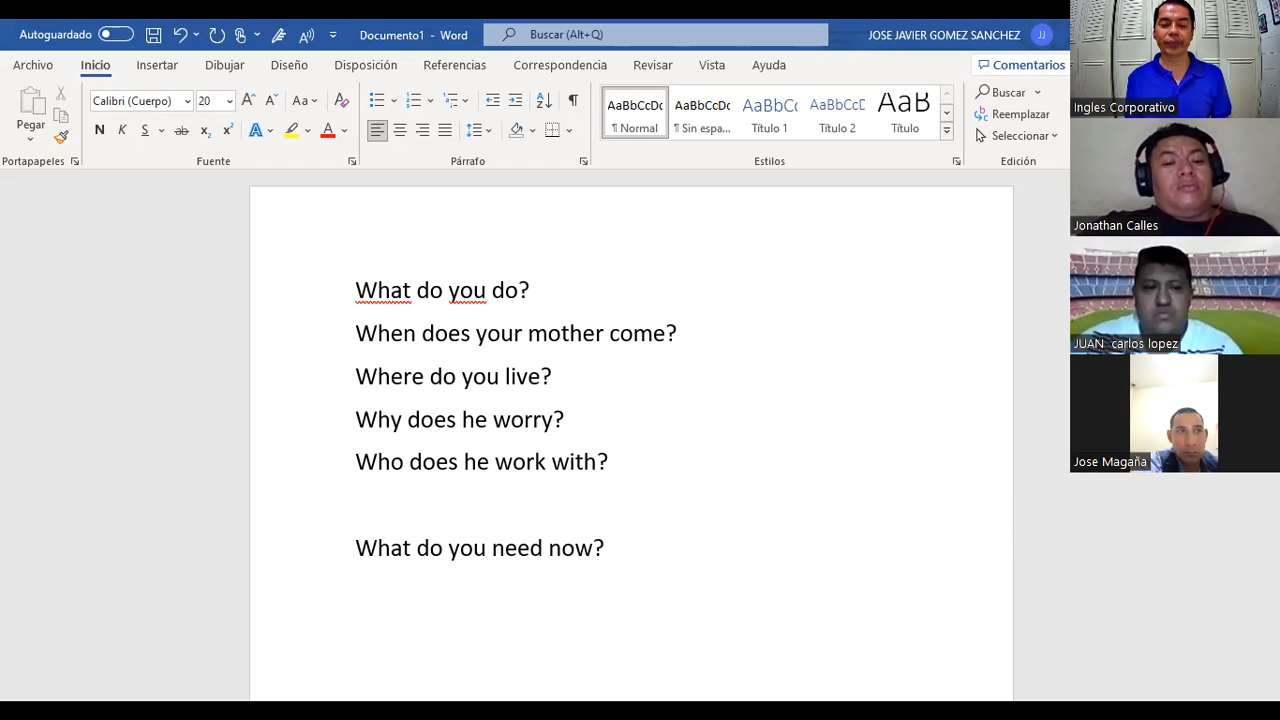 Autoguardado
Documento1 - Word
Buscar (Alt+Q)
JOSE JAVIER GOMEZ SANCHEZ
JJ
Archivo Inicio Insertar Dibujar Diseño Disposición Referencias Correspondencia Revisar Vista Ayuda
Comentarios
Pegar
Calibri (Cuerpo) 20
N K S ab x₂ x² A A
AaBbCcDc AaBbCcDc AaBbCc AaBbCcD AaB
¶ Normal ¶ Sin espa... Título 1 Título 2 Título
Buscar
Reemplazar
Seleccionar
Portapapeles Fuente Párrafo Estilos Edición
What do you do?
When does your mother come?
Where do you live?
Why does he worry?
Who does he work with?
What do you need now?
Ingles Corporativo
Jonathan Calles
JUAN carlos lopez
Jose Magaña